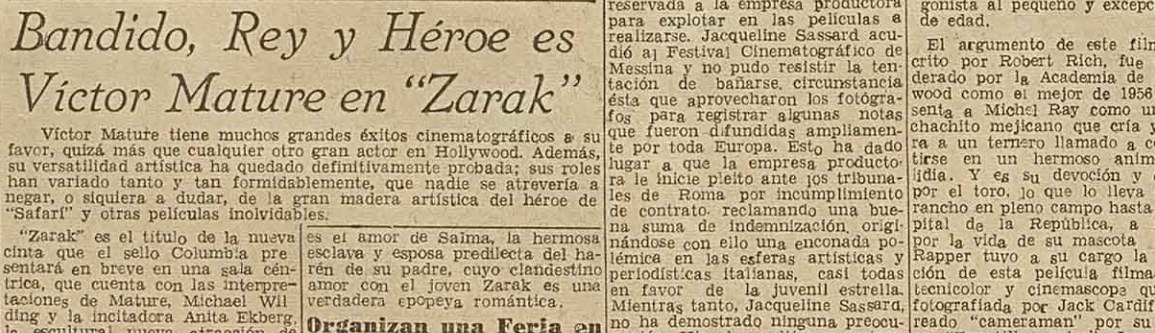 Bandido, Rey y Héroe es
Víctor Mature en "Zarak"
Víctor Mature tiene muchos grandes éxitos cinematográficos a su
favor, quizá más que cualquier otro gran actor en Hollywood. Además,
su versatilidad artística ha quedado definitivamente probada; sus roles
han variado tanto y tan formidablemente, que nadie se atrevería a
negar, o siquiera a dudar, de la gran madera artística del héroe de
"Safari" y otras películas inolvidables.
"Zarak" es el título de la nueva
cinta que el sello Columbia pre
sentará en breve en una sala cén-
trica, que cuenta con las interpre-
taciones de Mature, Michael Wil
ding y la incitadora Anita Ekberg,
la escultural nueva atracción de
es el amor de Salma, la hermosa
esclava y esposa predilecta del ha-
rén de su padre, cuyo clandestino
amor con el joven Zarak es una
verdadera epopeya romántica.
Organizan una Feria en
reservada a la empresa productora
para explotar en las películas a
realizarse. Jacqueline Sassard acu-
dió al Festival Cinematográfico de
Messina y no pudo resistir la ten-
tación de bañarse, circunstancia
ésta que aprovecharon los fotógra-
fos para registrar algunas notas
que fueron difundidas ampliamen-
te por toda Europa. Esto ha dado
lugar a que la empresa producto-
ra le inicie pleito ante los tribuna-
les de Roma por incumplimiento
de contrato, reclamando una bue-
na suma de indemnización, origi-
nándose con ello una enconada po-
lémica en las esferas artísticas y
periodísticas italianas, casi todas
en favor de la juvenil estrella.
Mientras tanto, Jacqueline Sassard,
no ha demostrado ninguna preocu-
gonista al pequeño y excepc
de edad.
El argumento de este film
crito por Robert Rich, fue
derado por la Academia de
wood como el mejor de 1956
senta a Michel Ray como un
chachito mejicano que cría y
ra a un ternero llamado a co
tirse en un hermoso anim
lidia. Y es su devoción y
por el toro, lo que lo lleva
rancho en pleno campo hasta
pital de la República, a
por la vida de su mascota
Rapper tuvo a su cargo la
ción de esta película filma
tecnicolor y cinemascope qu
fotografiada por Jack Cardif
reado "cameraman" por su